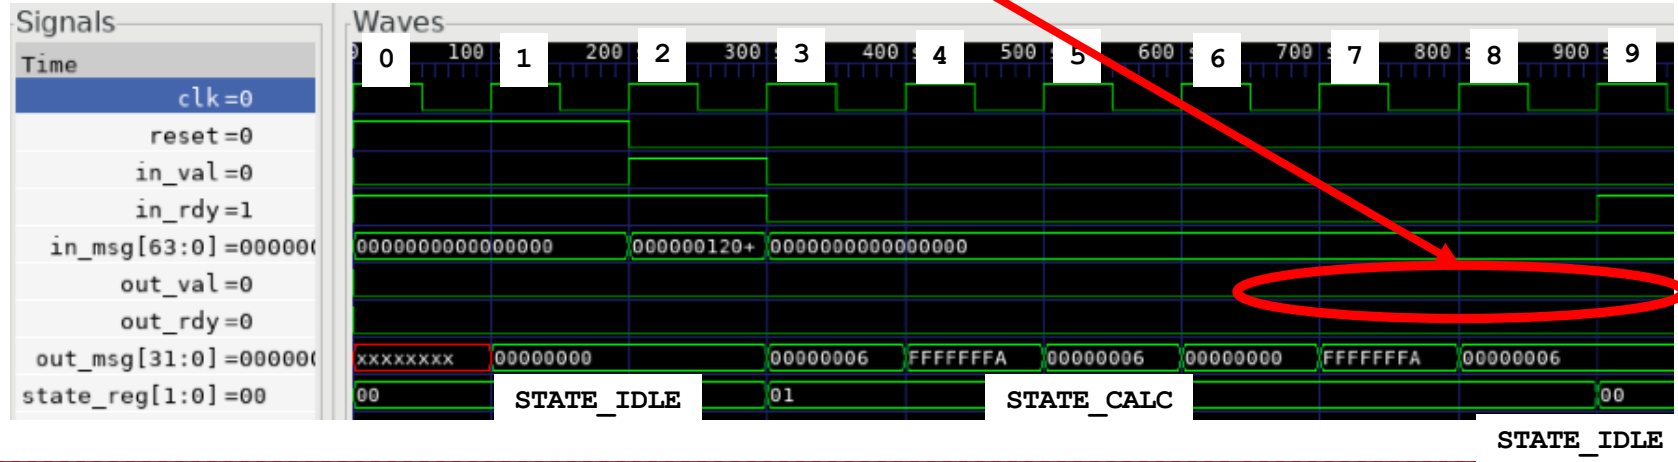 Signals
Waves
Time
0 100 1 200 2 300 3 400 4 500 5 600 6 700 7 800 8 900 9
clk=0
reset=0
in_val=0
in_rdy=1
in_msg[63:0]=000000
0000000000000000 000000120+ 0000000000000000
out_val=0
out_rdy=0
out_msg[31:0]=000000
xxxxxxxx 00000000 00000006 FFFFFFFA 00000006 00000000 FFFFFFFA 00000006
state_reg[1:0]=00
00 STATE_IDLE 01 STATE_CALC 00
STATE_IDLE